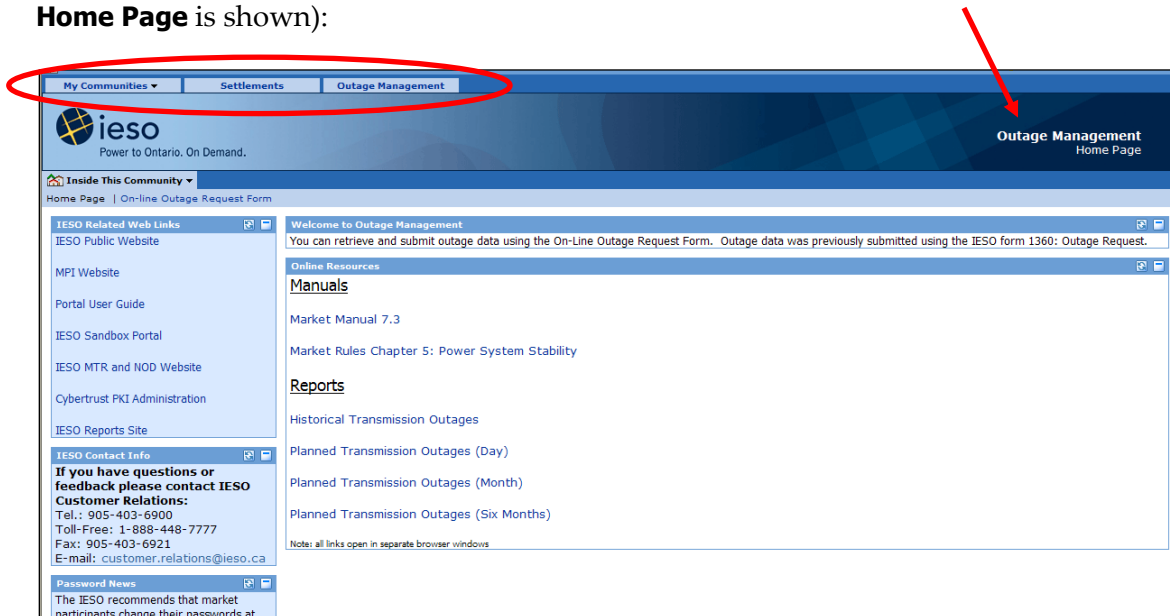 Home Page is shown):
My Communities
Settlements
Outage Management
ieso
Power to Ontario. On Demand.
Outage Management
Home Page
Inside This Community
Home Page | On-line Outage Request Form
IESO Related Web Links
IESO Public Website
MPI Website
Portal User Guide
IESO Sandbox Portal
IESO MTR and NOD Website
Cybertrust PKI Administration
IESO Reports Site
IESO Contact Info
If you have questions or
feedback please contact IESO
Customer Relations:
Tel.: 905-403-6900
Toll-Free: 1-888-448-
7777
Fax: 905-403-6921
E-mail: customer.relations@ieso.ca
Password News
The IESO recommends that market
participants change their passwords at
Welcome to Outage Management
You can retrieve and submit outage data using the On-Line Outage Request Form. Outage data was previously submitted using the IESO form 1360: Outage Request.
Online Resources
Manuals
Market Manual 7.3
Market Rules Chapter 5: Power System Stability
Reports
Historical Transmission Outages
Planned Transmission Outages (Day)
Planned Transmission Outages (Month)
Planned Transmission Outages (Six Months)
Note: all links open in separate browser windows